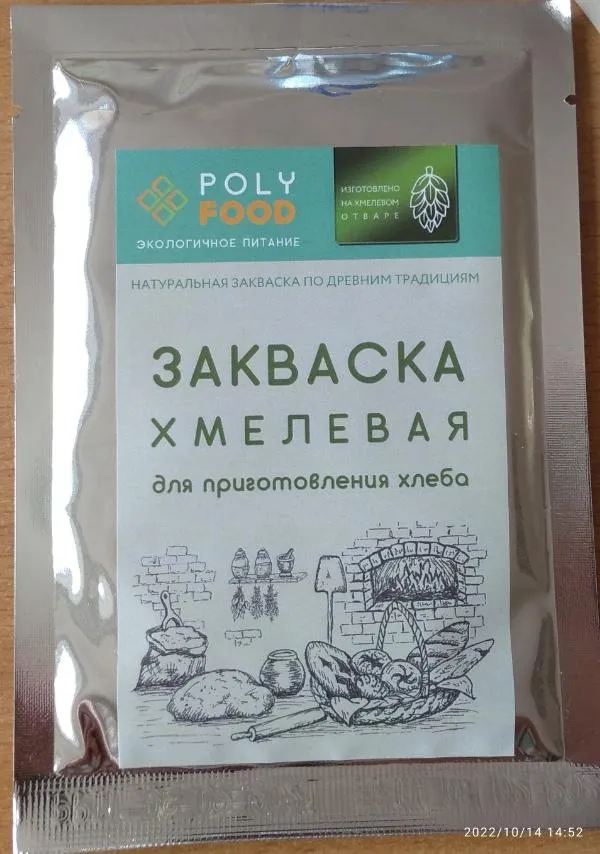 POLY
FOOD
ЭКОЛОГИЧНОЕ ПИТАНИЕ
ИЗГОТОВЛЕНО
НА ХМЕЛЕВОМ
ОТВАРЕ
НАТУРАЛЬНАЯ ЗАКВАСКА ПО ДРЕВНИМ ТРАДИЦИЯМ
ЗАКВАСКА
ХМЕЛЕВАЯ
для приготовления хлеба
2022/10/14 14:52